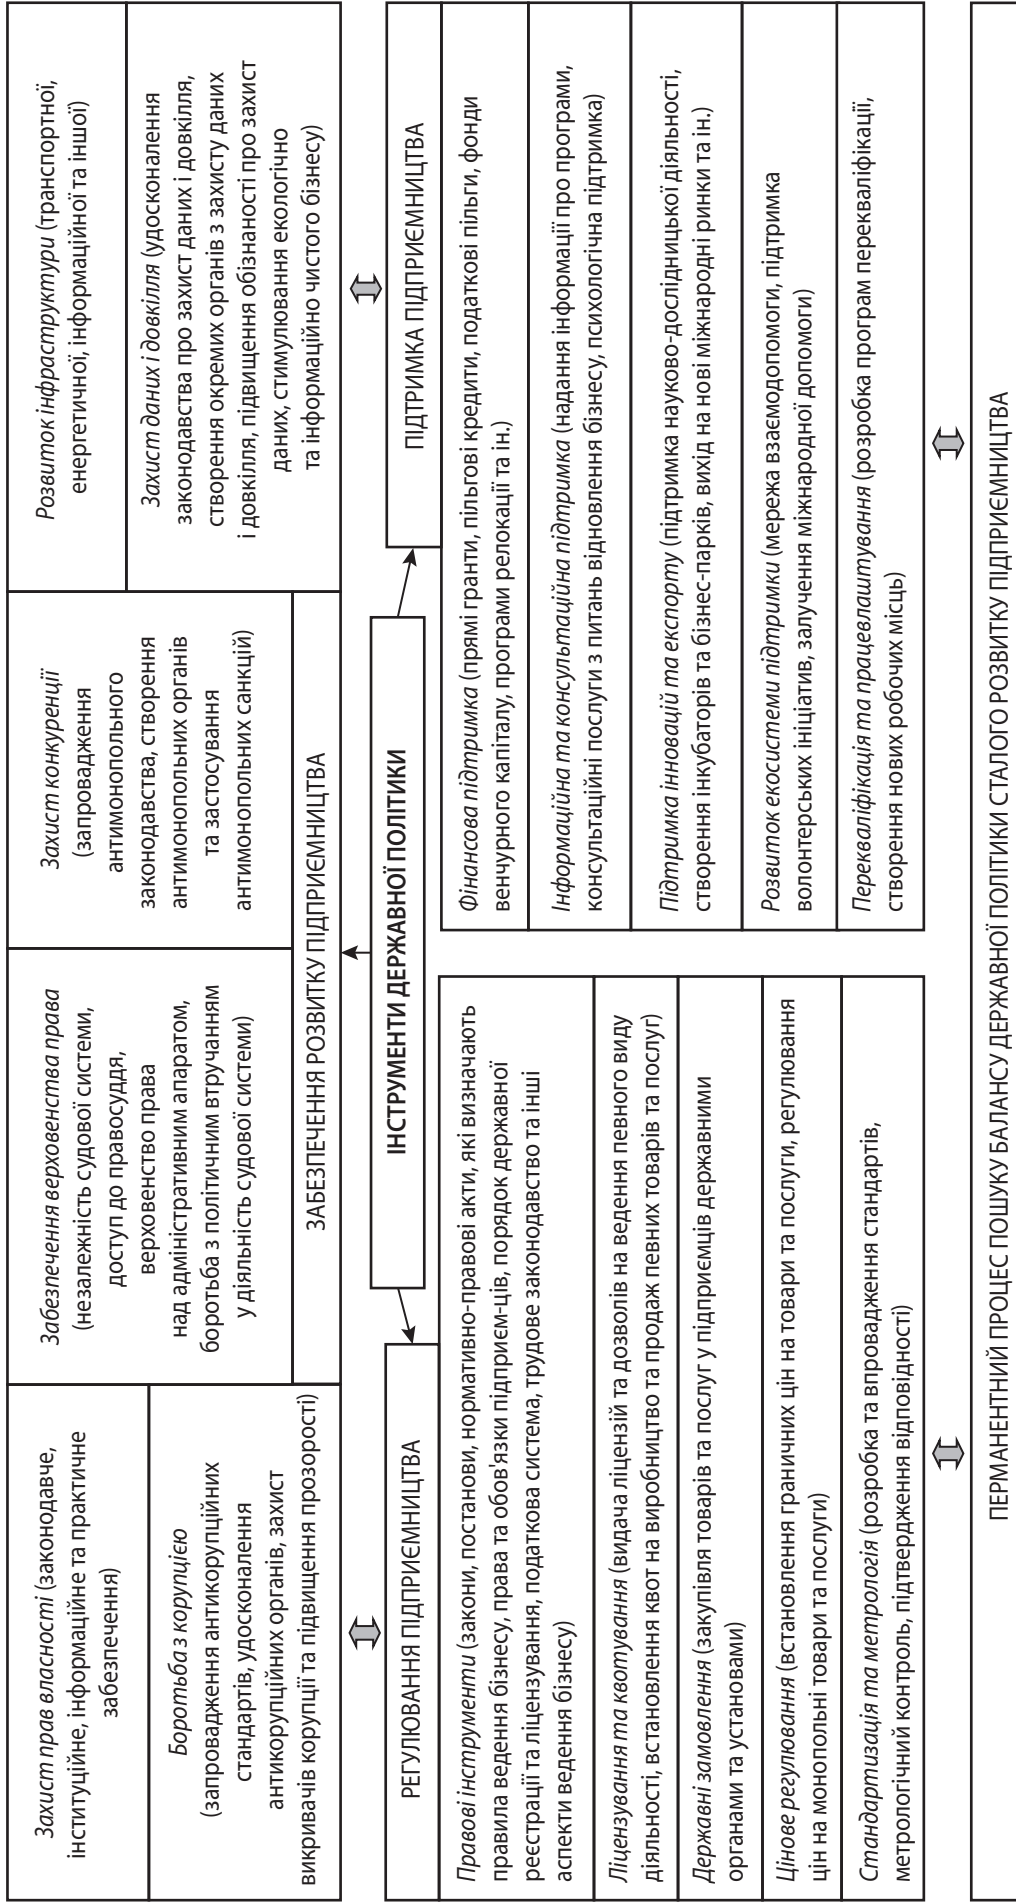 Захист прав власності (законодавче,
інституційне, інформаційне та практичне
забезпечення)
Боротьба з корупцією
(запровадження антикорупційних
стандартів, удосконалення
антикорупційних органів, захист
викривачів корупції та підвищення прозорості)
Забезпечення верховенства права
(незалежність судової системи,
доступ до правосуддя,
верховенство права
над адміністративним апаратом,
боротьба з політичним втручанням
у діяльність судової системи)
Захист конкуренції
(запровадження
антимонопольного
законодавства, створення
антимонопольних органів
та застосування
антимонопольних санкцій)
Розвиток інфраструктури (транспортної,
енергетичної, інформаційної та іншої)
Захист даних і довкілля (удосконалення
законодавства про захист даних і довкілля,
створення окремих органів з захисту даних
і довкілля, підвищення обізнаності про захист
даних, стимулювання екологічно
та інформаційно чистого бізнесу)
ЗАБЕЗПЕЧЕННЯ РОЗВИТКУ ПІДПРИЄМНИЦТВА
ІНСТРУМЕНТИ ДЕРЖАВНОЇ ПОЛІТИКИ
РЕГУЛЮВАННЯ ПІДПРИЄМНИЦТВА
Правові інструменти (закони, постанови, нормативно-правові акти, які визначають
правила ведення бізнесу, права та обов'язки підприєм-ців, порядок державної
реєстрації та ліцензування, податкова система, трудове законодавство та інші
аспекти ведення бізнесу)
Ліцензування та квотування (видача ліцензій та дозволів на ведення певного виду
діяльності, встановлення квот на виробництво та продаж певних товарів та послуг)
Державні замовлення (закупівля товарів та послуг у підприємців державними
органами та установами)
Цінове регулювання (встановлення граничних цін на товари та послуги, регулювання
цін на монопольні товари та послуги)
Стандартизація та метрологія (розробка та впровадження стандартів,
метрологічний контроль, підтвердження відповідності)
ПІДТРИМКА ПІДПРИЄМНИЦТВА
Фінансова підтримка (прямі гранти, пільгові кредити, податкові пільги, фонди
венчурного капіталу, програми релокації та ін.)
Інформаційна та консультаційна підтримка (надання інформації про програми,
консультаційні послуги з питань відновлення бізнесу, психологічна підтримка)
Підтримка інновацій та експорту (підтримка науково-дослідницької діяльності,
створення інкубаторів та бізнес-парків, вихід на нові міжнародні ринки та ін.)
Розвиток екосистеми підтримки (мережа взаємодопомоги, підтримка
волонтерських ініціатив, залучення міжнародної допомоги)
Перекваліфікація та працевлаштування (розробка програм перекваліфікації,
створення нових робочих місць)
ПЕРМАНЕНТНИЙ ПРОЦЕС ПОШУКУ БАЛАНСУ ДЕРЖАВНОЇ ПОЛІТИКИ СТАЛОГО РОЗВИТКУ ПІДПРИЄМНИЦТВА